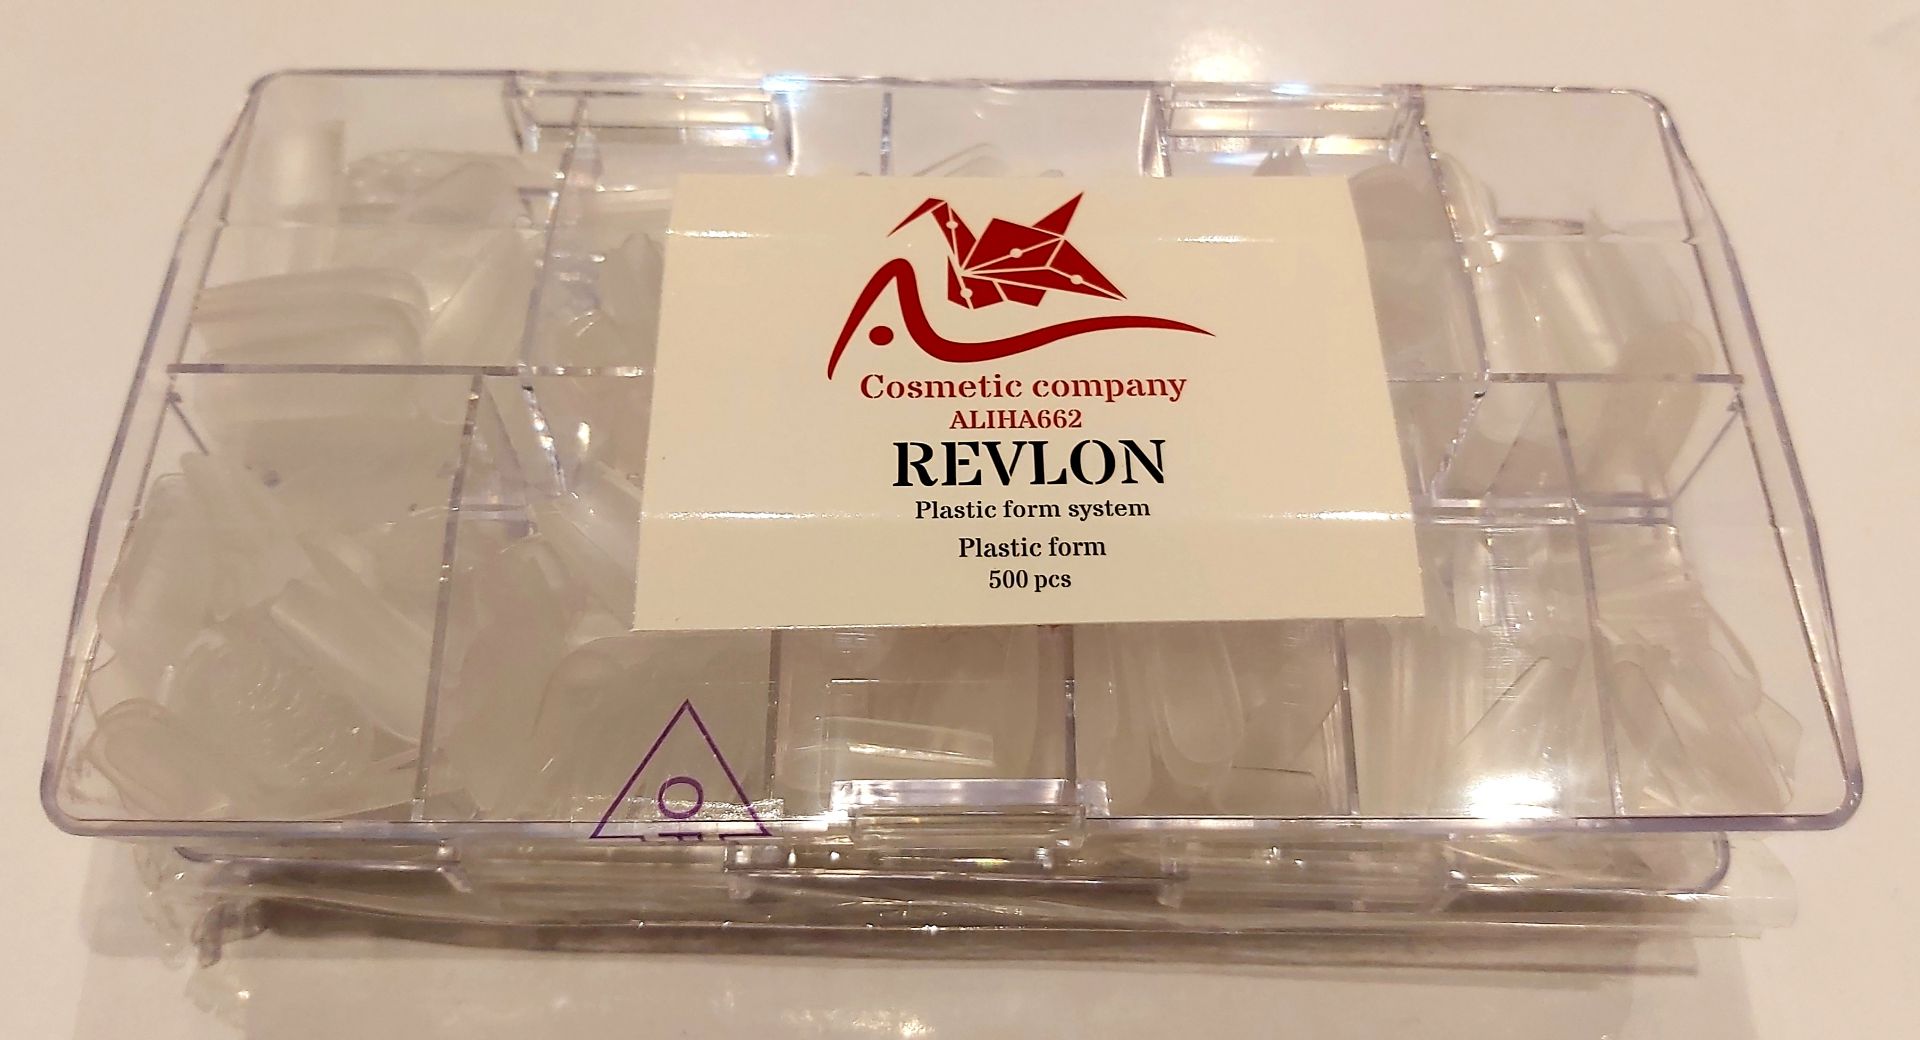 Cosmetic company
ALIHA662
REVLON
Plastic form system
Plastic form
500 pcs